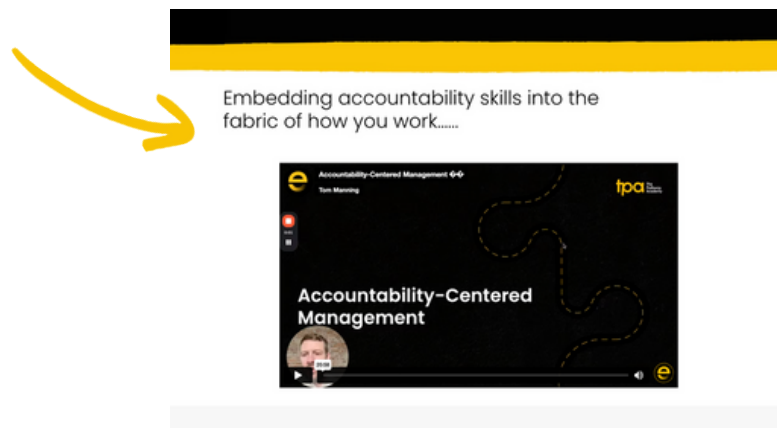 Embedding accountability skills into the
fabric of how you work......
Accountability-Centered Management
Tom Manning
tpa
Accountability-Centered
Management